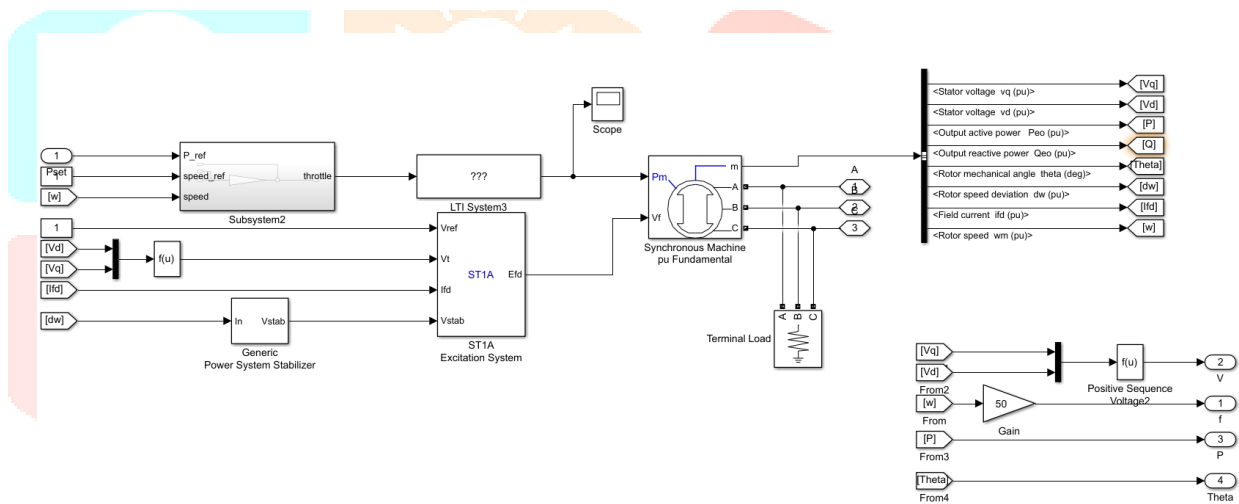 1
Pset
1
[w]
P_ref
speed_ref
speed
throttle
Subsystem2
???
LTI System3
Scope
1
[Vd]
[Vq]
f(u)
[Ifd]
[dw]
In
Vstab
Generic
Power System Stabilizer
Vref
Vt
Ifd
Vstab
ST1A
Efd
ST1A
Excitation System
Pm
Vf
m
A
B
C
Synchronous Machine
pu Fundamental
A
1
B
2
C
3
A
B
C
Terminal Load
<Stator voltage vq (pu)>
[Vq]
<Stator voltage vd (pu)>
[Vd]
<Output active power Peo (pu)>
[P]
<Output reactive power Qeo (pu)>
[Q]
<Rotor mechanical angle theta (deg)>
[Theta]
<Rotor speed deviation dw (pu)>
[dw]
<Field current ifd (pu)>
[Ifd]
<Rotor speed wm (pu)>
[w]
[Vq]
[Vd]
From2
f(u)
Positive Sequence
Voltage2
2
V
[w]
From
50
Gain
1
f
[P]
From3
3
P
[Theta]
From4
4
Theta